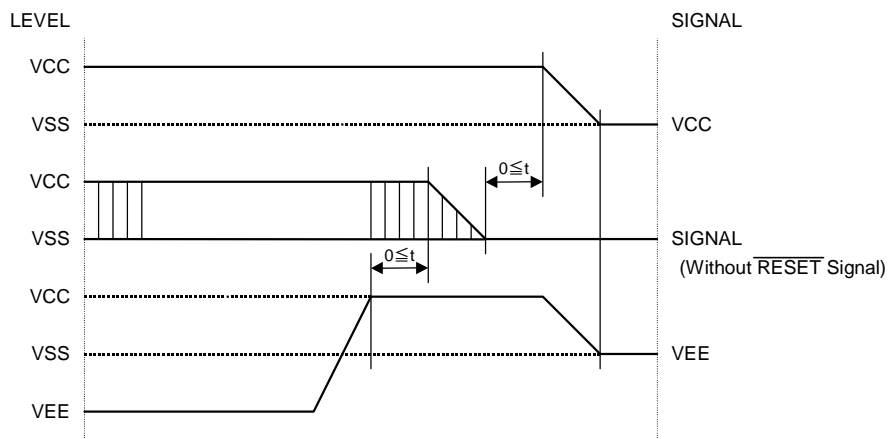 LEVEL SIGNAL
VCC
VSS VCC
0≦t
VCC
VSS SIGNAL
(Without RESET Signal)
0≦t
VCC
VSS VEE
VEE